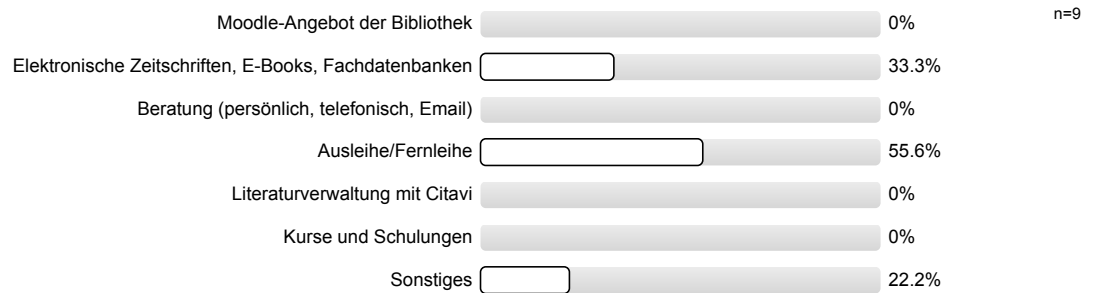 Moodle-Angebot der Bibliothek 0% n=9
Elektronische Zeitschriften, E-Books, Fachdatenbanken 33.3%
Beratung (persönlich, telefonisch, Email) 0%
Ausleihe/Fernleihe 55.6%
Literaturverwaltung mit Citavi 0%
Kurse und Schulungen 0%
Sonstiges 22.2%